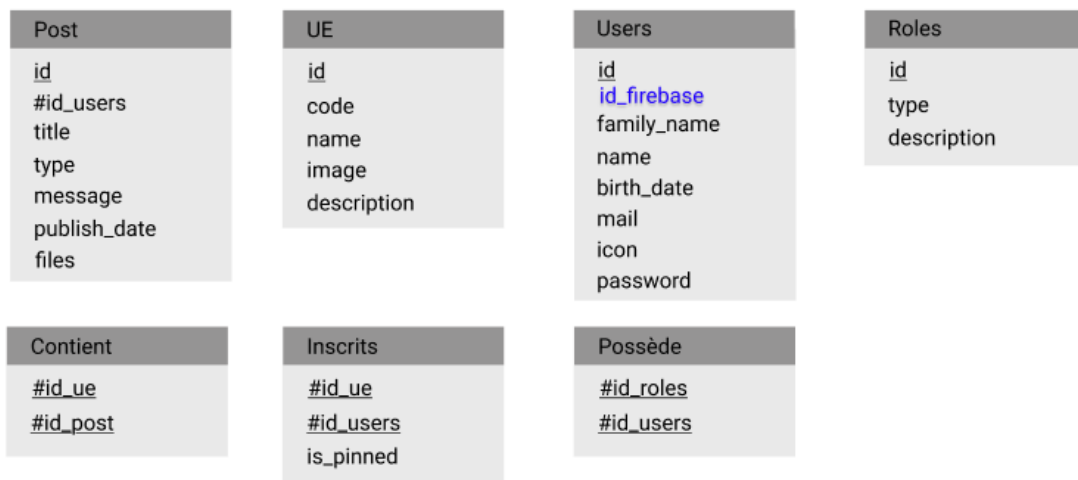 Post
id
#id_users
title
type
message
publish_date
files
UE
id
code
name
image
description
Users
id
id_firebase
family_name
name
birth_date
mail
icon
password
Roles
id
type
description
Contient
#id_ue
#id_post
Inscrits
#id_ue
#id_users
is_pinned
Possède
#id_roles
#id_users